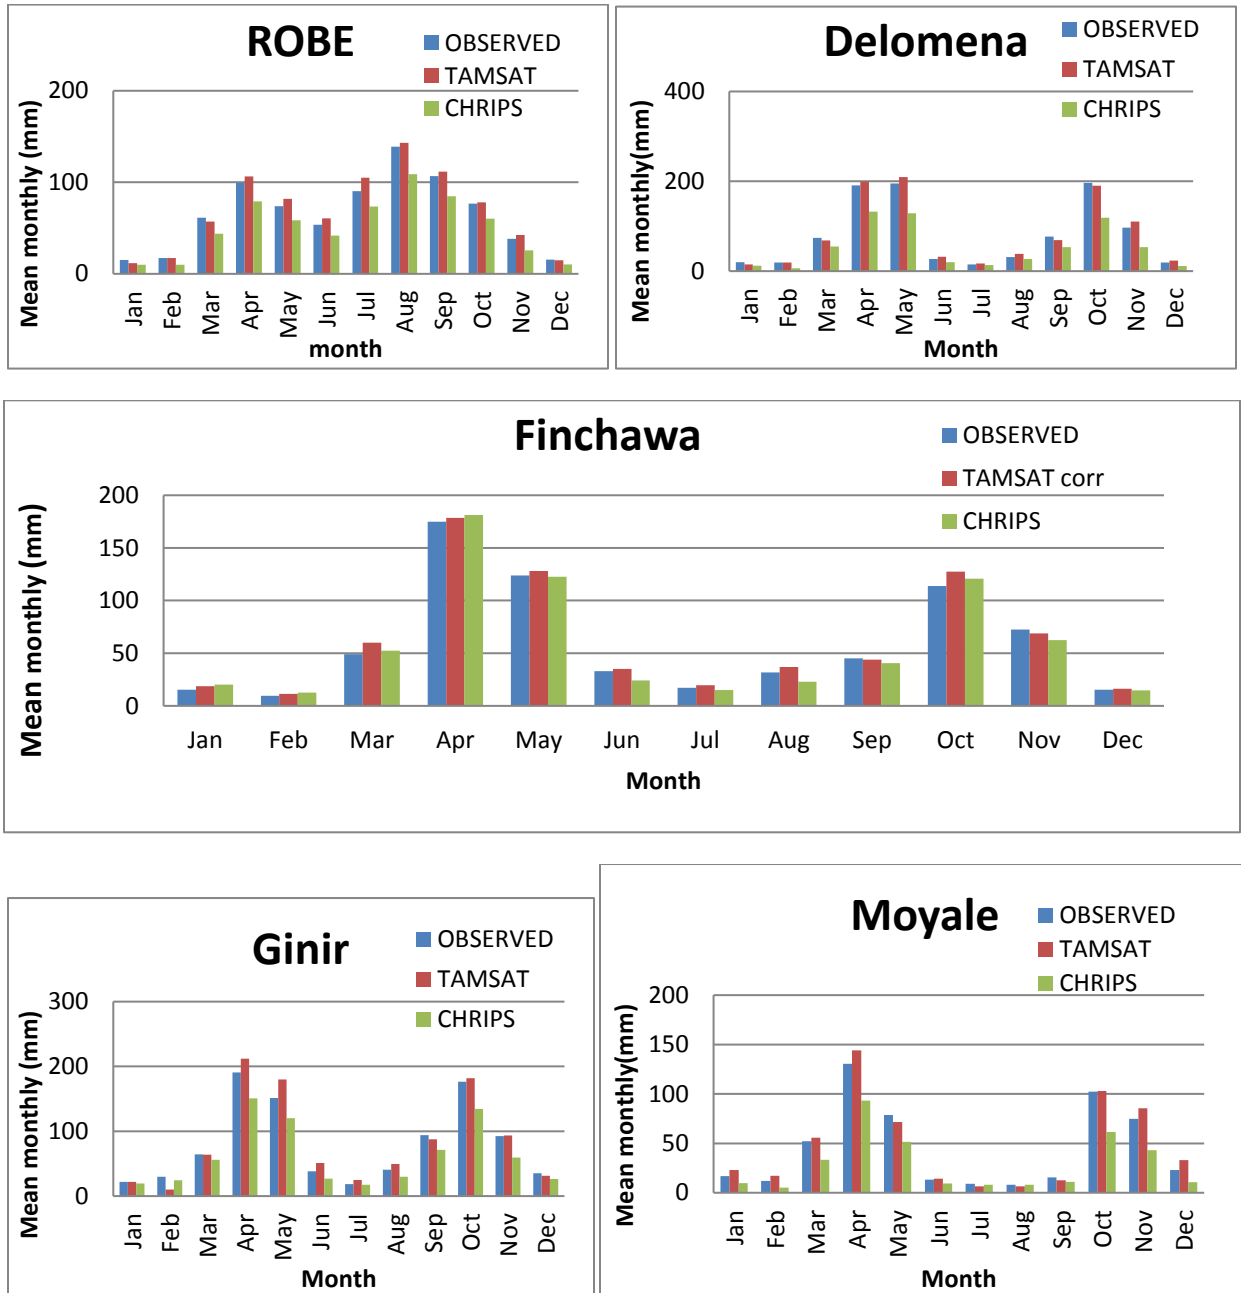 ROBE
OBSERVED
TAMSAT
CHRIPS
Mean monthly (mm)
200
100
0
Jan Feb Mar Apr May Jun Jul Aug Sep Oct Nov Dec
month
Delomena
OBSERVED
TAMSAT
CHRIPS
Mean monthly(mm)
400
200
0
Jan Feb Mar Apr May Jun Jul Aug Sep Oct Nov Dec
Month
Finchawa
OBSERVED
TAMSAT corr
CHRIPS
Mean monthly (mm)
200
150
100
50
0
Jan Feb Mar Apr May Jun Jul Aug Sep Oct Nov Dec
Month
Ginir
OBSERVED
TAMSAT
CHRIPS
Mean monthly (mm)
300
200
100
0
Jan Feb Mar Apr May Jun Jul Aug Sep Oct Nov Dec
Month
Moyale
OBSERVED
TAMSAT
CHRIPS
Mean monthly(mm)
200
150
100
50
0
Jan Feb Mar Apr May Jun Jul Aug Sep Oct Nov Dec
Month